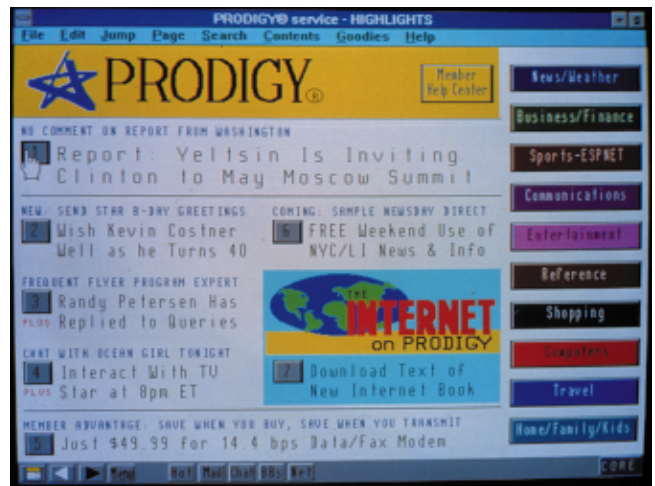 PRODIGY® service - HIGHLIGHTS
File Edit Jump Page Search Contents Goodies Help
PRODIGY®
Member
Help Center
NO COMMENT ON REPORT FROM WASHINGTON
1 Report: Yeltsin Is Inviting
Clinton to May Moscow Summit
NEW: SEND STAR B-DAY GREETINGS
2 Wish Kevin Costner
Well as he Turns 40
COMING: SAMPLE NEWSDAY DIRECT
6 FREE Weekend Use of
NYC/LI News & Info
FREQUENT FLYER PROGRAM EXPERT
3 Randy Petersen Has
PLUS Replied to Queries
CHAT WITH OCEAN GIRL TONIGHT
4 Interact With TV
PLUS Star at 8pm ET
THE
INTERNET
on PRODIGY
7 Download Text of
New Internet Book
MEMBER ADVANTAGE: SAVE WHEN YOU BUY, SAVE WHEN YOU TRANSMIT
5 Just $49.99 for 14.4 bps Data/Fax Modem
News/Weather
Business/Finance
Sports-ESPNET
Communications
Entertainment
Reference
Shopping
Computers
Travel
Home/Family/Kids
Menu Hot Mail Chat BBs Net
CORE